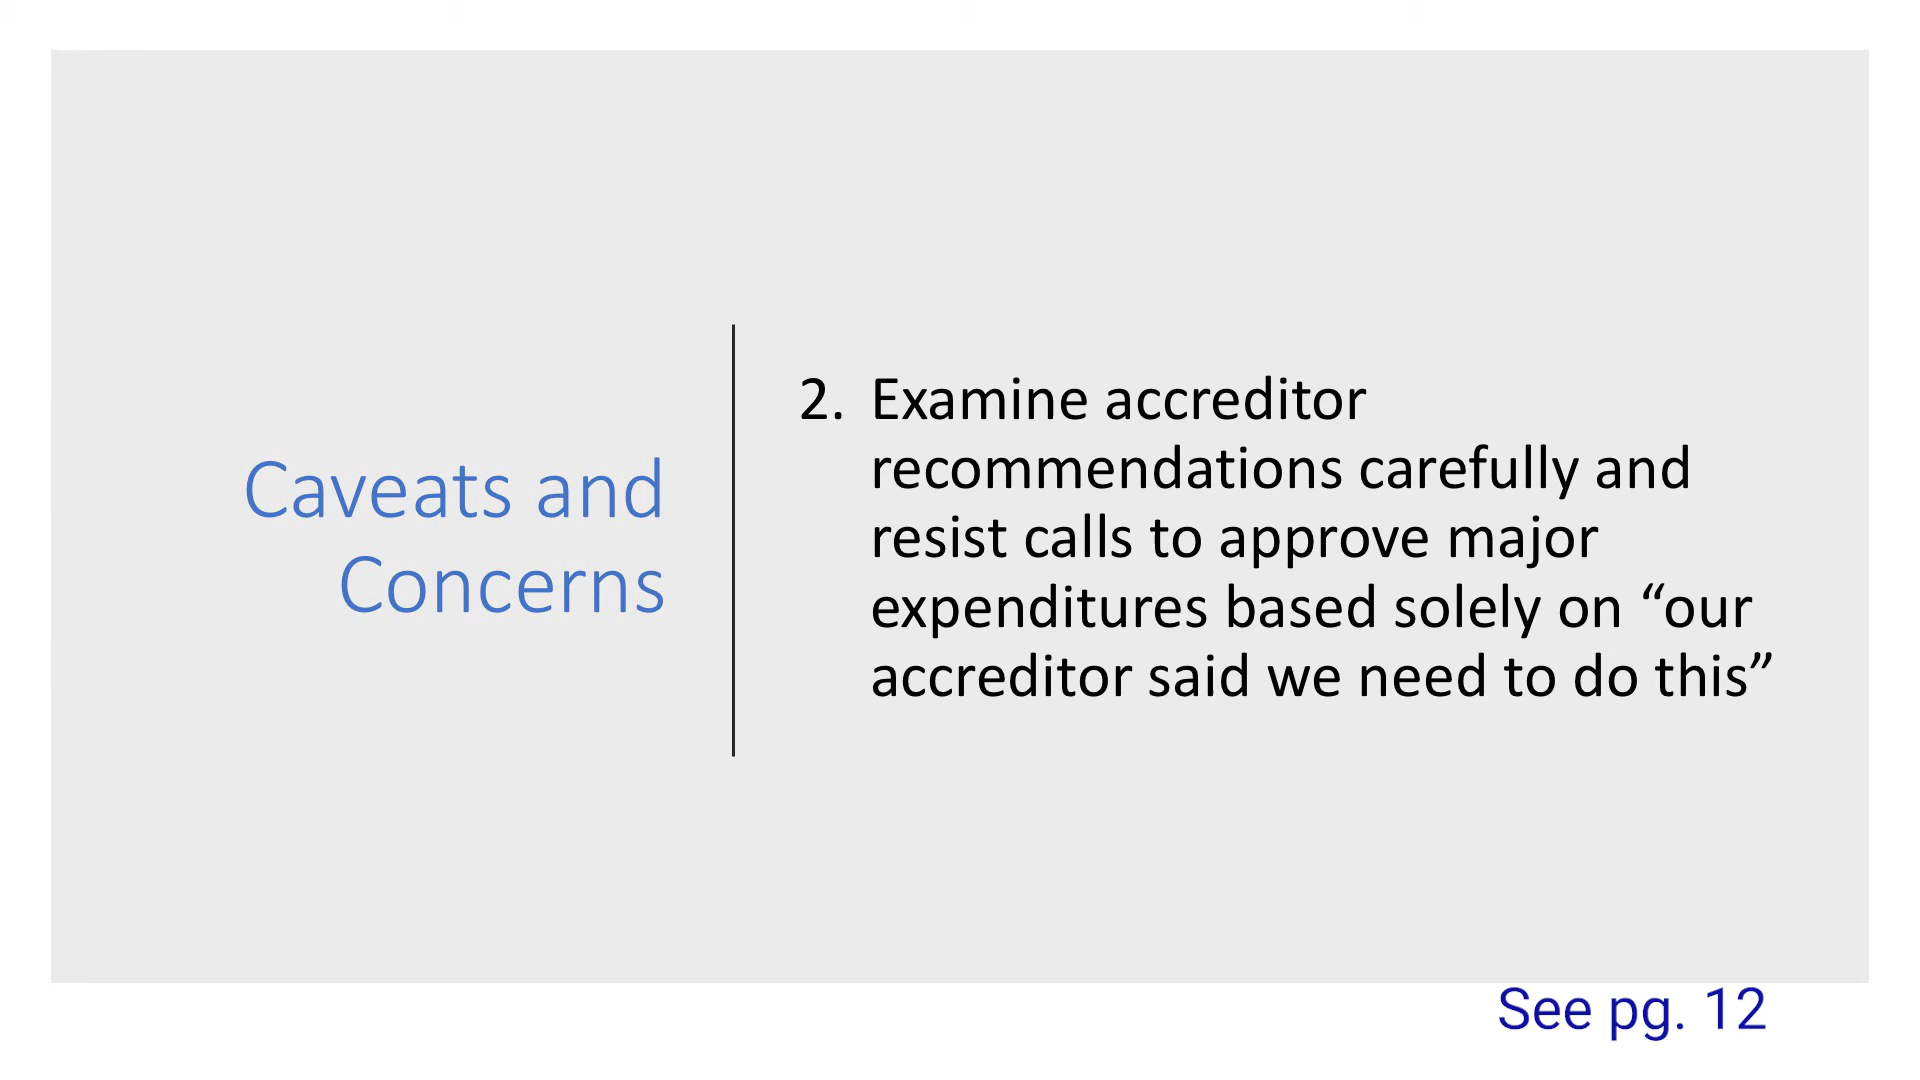 Caveats and
Concerns
2. Examine accreditor
recommendations carefully and
resist calls to approve major
expenditures based solely on “our
accreditor said we need to do this”
See pg. 12